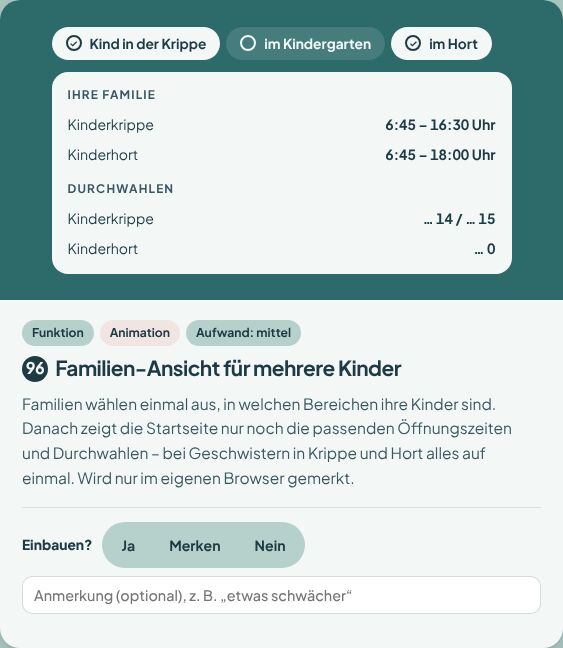 Kind in der Krippe im Kindergarten im Hort
IHRE FAMILIE
Kinderkrippe 6:45 – 16:30 Uhr
Kinderhort 6:45 – 18:00 Uhr
DURCHWAHLEN
Kinderkrippe … 14 / … 15
Kinderhort … 0
Funktion Animation Aufwand: mittel
96 Familien-Ansicht für mehrere Kinder
Familien wählen einmal aus, in welchen Bereichen ihre Kinder sind.
Danach zeigt die Startseite nur noch die passenden Öffnungszeiten
und Durchwahlen – bei Geschwistern in Krippe und Hort alles auf
einmal. Wird nur im eigenen Browser gemerkt.
Einbauen? Ja Merken Nein
Anmerkung (optional), z. B. „etwas schwächer“